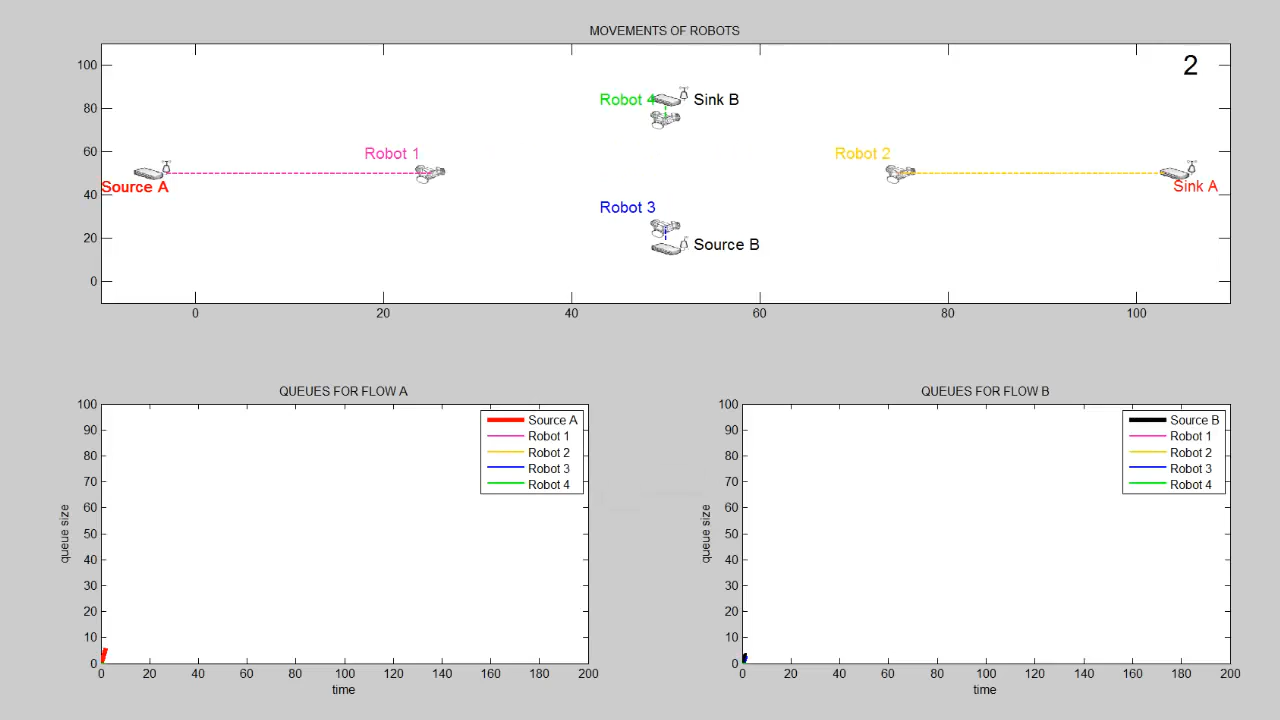 MOVEMENTS OF ROBOTS
100
2
Robot 4
Sink B
80
60
Robot 1
Robot 2
Source A
Sink A
40
Robot 3
20
Source B
0
0 20 40 60 80 100
QUEUES FOR FLOW A
100
90
80
70
60
50
40
30
20
10
0
queue size
Source A
Robot 1
Robot 2
Robot 3
Robot 4
0 20 40 60 80 100 120 140 160 180 200
time
QUEUES FOR FLOW B
100
90
80
70
60
50
40
30
20
10
0
queue size
Source B
Robot 1
Robot 2
Robot 3
Robot 4
0 20 40 60 80 100 120 140 160 180 200
time